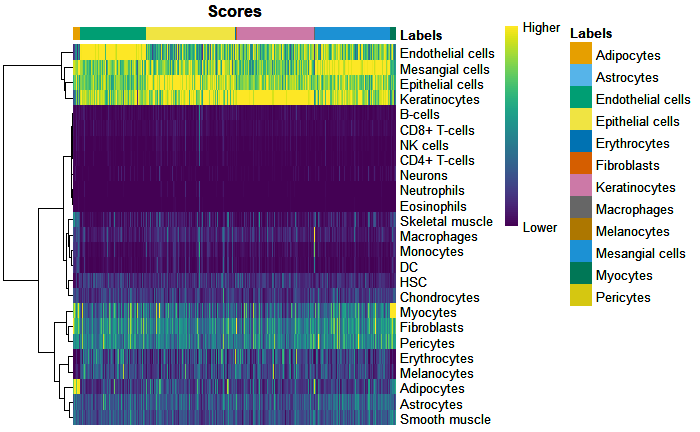 Scores
Labels
Endothelial cells
Mesangial cells
Epithelial cells
Keratinocytes
B-cells
CD8+ T-cells
NK cells
CD4+ T-cells
Neurons
Neutrophils
Eosinophils
Skeletal muscle
Macrophages
Monocytes
DC
HSC
Chondrocytes
Myocytes
Fibroblasts
Pericytes
Erythrocytes
Melanocytes
Adipocytes
Astrocytes
Smooth muscle
Higher
Lower
Labels
Adipocytes
Astrocytes
Endothelial cells
Epithelial cells
Erythrocytes
Fibroblasts
Keratinocytes
Macrophages
Melanocytes
Mesangial cells
Myocytes
Pericytes